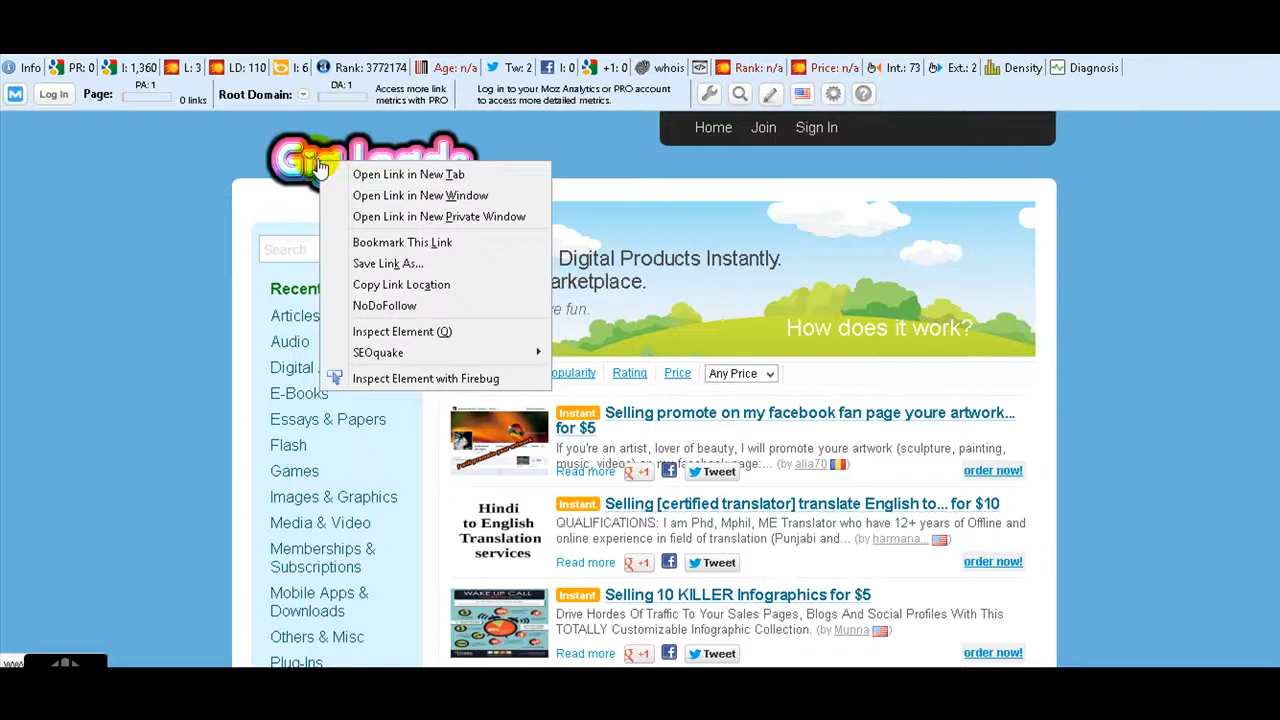 Info PR: 0 I: 1,360 L: 3 LD: 110 I: 6 Rank: 3772174 Age: n/a Tw: 2 I: 0 +1: 0 whois Rank: n/a Price: n/a Int.: 73 Ext.: 2 Density Diagnosis
M Log In Page: PA: 1 0 links Root Domain: DA: 1 Access more link metrics with PRO Log in to your Moz Analytics or PRO account to access more detailed metrics.
Home Join Sign In
Open Link in New Tab
Open Link in New Window
Open Link in New Private Window
Bookmark This Link
Save Link As...
Copy Link Location
NoDoFollow
Inspect Element (Q)
SEOquake
Inspect Element with Firebug
Search
Recent
Articles
Audio
Digital
E-Books
Essays & Papers
Flash
Games
Images & Graphics
Media & Video
Memberships &
Subscriptions
Mobile Apps &
Downloads
Others & Misc
Plug-Ins
Digital Products Instantly.
arketplace.
e fun.
How does it work?
opularity Rating Price Any Price
Instant Selling promote on my facebook fan page youre artwork...
for $5
If you're an artist, lover of beauty, I will promote youre artwork (sculpture, painting,
music, videos) on my facebook page:... (by alia70)
Read more +1 Tweet order now!
Hindi
to English
Translation
services
Instant Selling [certified translator] translate English to... for $10
QUALIFICATIONS: I am Phd, Mphil, ME Translator who have 12+ years of Offline and
online experience in field of translation (Punjabi and... (by harmana...)
Read more +1 Tweet order now!
WAKE UP CALL
Instant Selling 10 KILLER Infographics for $5
Drive Hordes Of Traffic To Your Sales Pages, Blogs And Social Profiles With This
TOTALLY Customizable Infographic Collection. (by Munna)
Read more +1 Tweet order now!